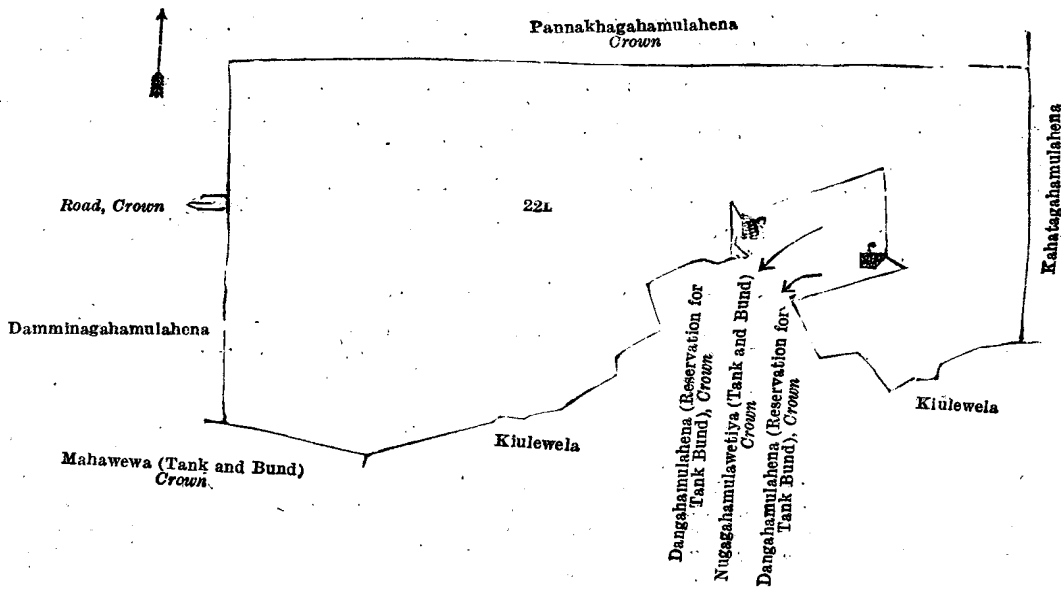 Pannakhagahamulahena
Crown
Road, Crown
22L
Kahatagahamulahena
Damminagahamulahena
Mahawewa (Tank and Bund)
Crown
Kiulewela
Dangahamulahena (Reservation for
Tank Bund), Crown
Nugagahamulawetiya (Tank and Bund)
Crown
Dangahamulahena (Reservation for
Tank Bund), Crown
Kiulewela